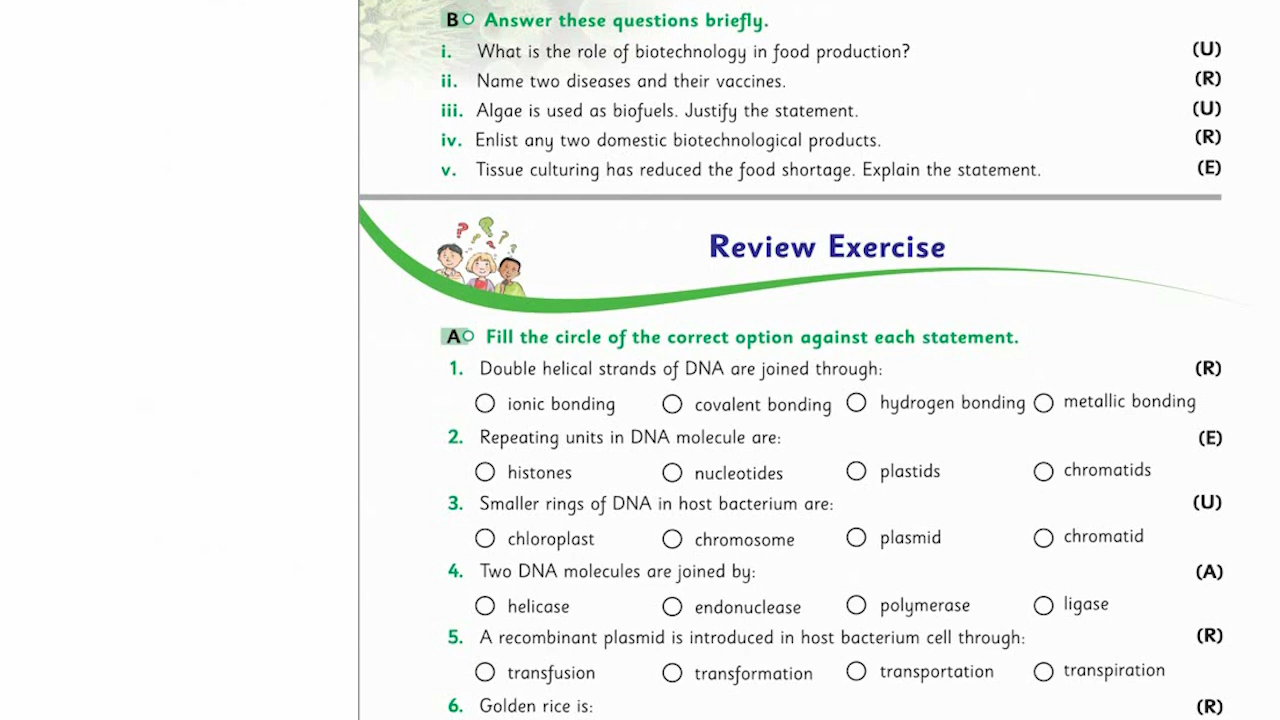 B Answer these questions briefly.
i. What is the role of biotechnology in food production? (U)
ii. Name two diseases and their vaccines. (R)
iii. Algae is used as biofuels. Justify the statement. (U)
iv. Enlist any two domestic biotechnological products. (R)
v. Tissue culturing has reduced the food shortage. Explain the statement. (E)
? ? ? ? ?
Review Exercise
A Fill the circle of the correct option against each statement.
1. Double helical strands of DNA are joined through: (R)
ionic bonding covalent bonding hydrogen bonding metallic bonding
2. Repeating units in DNA molecule are: (E)
histones nucleotides plastids chromatids
3. Smaller rings of DNA in host bacterium are: (U)
chloroplast chromosome plasmid chromatid
4. Two DNA molecules are joined by: (A)
helicase endonuclease polymerase ligase
5. A recombinant plasmid is introduced in host bacterium cell through: (R)
transfusion transformation transportation transpiration
6. Golden rice is: (R)